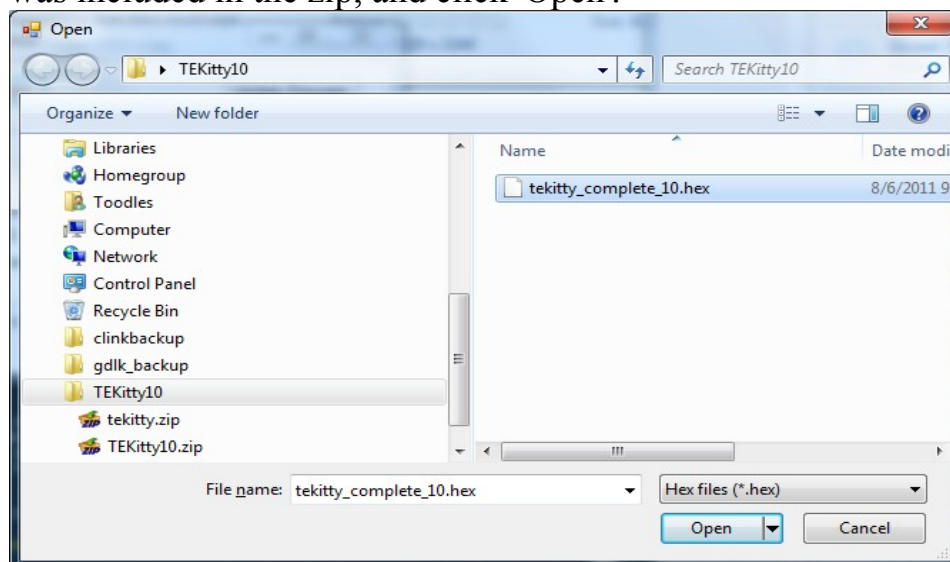 was included in the zip, and click 'Open'.
Open
TEKitty10
Search TEKitty10
Organize
New folder
Libraries
Homegroup
Toodles
Computer
Network
Control Panel
Recycle Bin
clinkbackup
gdlk_backup
TEKitty10
tekitty.zip
TEKitty10.zip
Name
Date modi
tekitty_complete_10.hex
8/6/2011 9
File name:
tekitty_complete_10.hex
Hex files (*.hex)
Open
Cancel